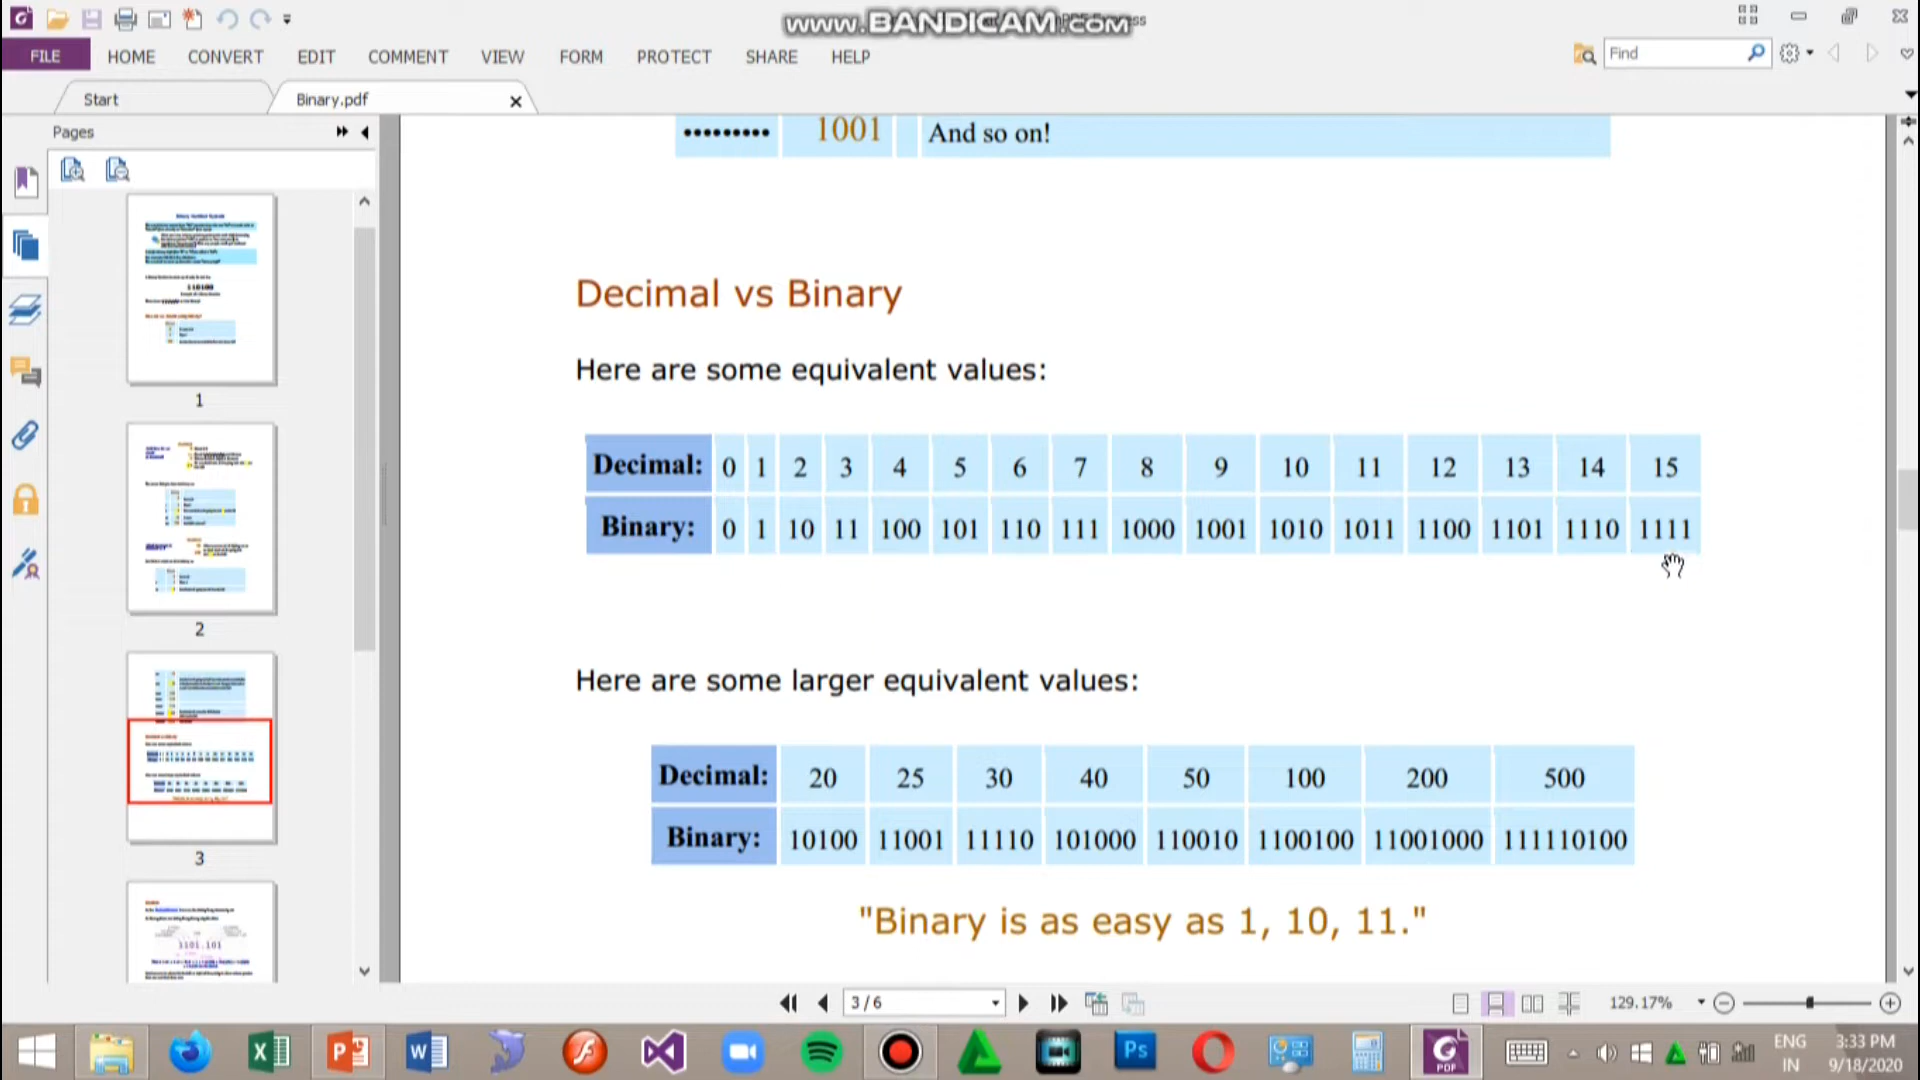 www.BANDICAM.com
FILE HOME CONVERT EDIT COMMENT VIEW FORM PROTECT SHARE HELP
Find
Start Binary.pdf
Pages
••••••••• 1001 And so on!
Decimal vs Binary
Here are some equivalent values:
Decimal: 0 1 2 3 4 5 6 7 8 9 10 11 12 13 14 15
Binary: 0 1 10 11 100 101 110 111 1000 1001 1010 1011 1100 1101 1110 1111
Here are some larger equivalent values:
Decimal: 20 25 30 40 50 100 200 500
Binary: 10100 11001 11110 101000 110010 1100100 11001000 111110100
"Binary is as easy as 1, 10, 11."
110100
1
2
3
1101.101
3 / 6
129.17%
ENG
IN
3:33 PM
9/18/2020
Ps
PDF